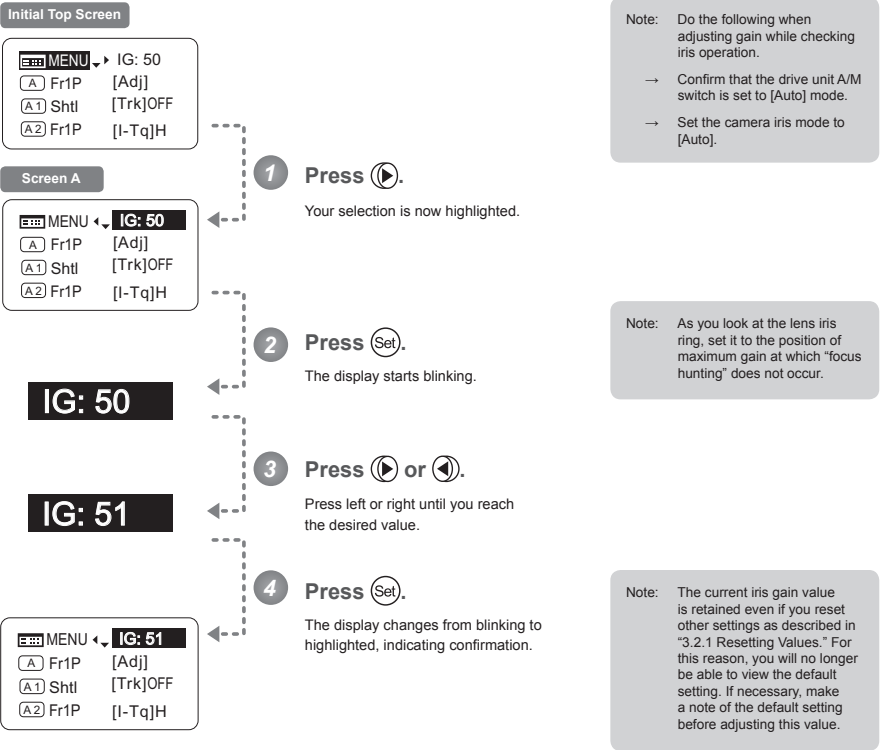 Initial Top Screen
MENU IG: 50
A Fr1P [Adj]
A1 Shtl [Trk]OFF
A2 Fr1P [I-Tq]H
Screen A
MENU IG: 50
A Fr1P [Adj]
A1 Shtl [Trk]OFF
A2 Fr1P [I-Tq]H
IG: 50
IG: 51
MENU IG: 51
A Fr1P [Adj]
A1 Shtl [Trk]OFF
A2 Fr1P [I-Tq]H
1 Press .
Your selection is now highlighted.
2 Press Set.
The display starts blinking.
3 Press or .
Press left or right until you reach
the desired value.
4 Press Set.
The display changes from blinking to
highlighted, indicating confirmation.
Note: Do the following when
adjusting gain while checking
iris operation.
→ Confirm that the drive unit A/M
switch is set to [Auto] mode.
→ Set the camera iris mode to
[Auto].
Note: As you look at the lens iris
ring, set it to the position of
maximum gain at which “focus
hunting” does not occur.
Note: The current iris gain value
is retained even if you reset
other settings as described in
“3.2.1 Resetting Values.” For
this reason, you will no longer
be able to view the default
setting. If necessary, make
a note of the default setting
before adjusting this value.